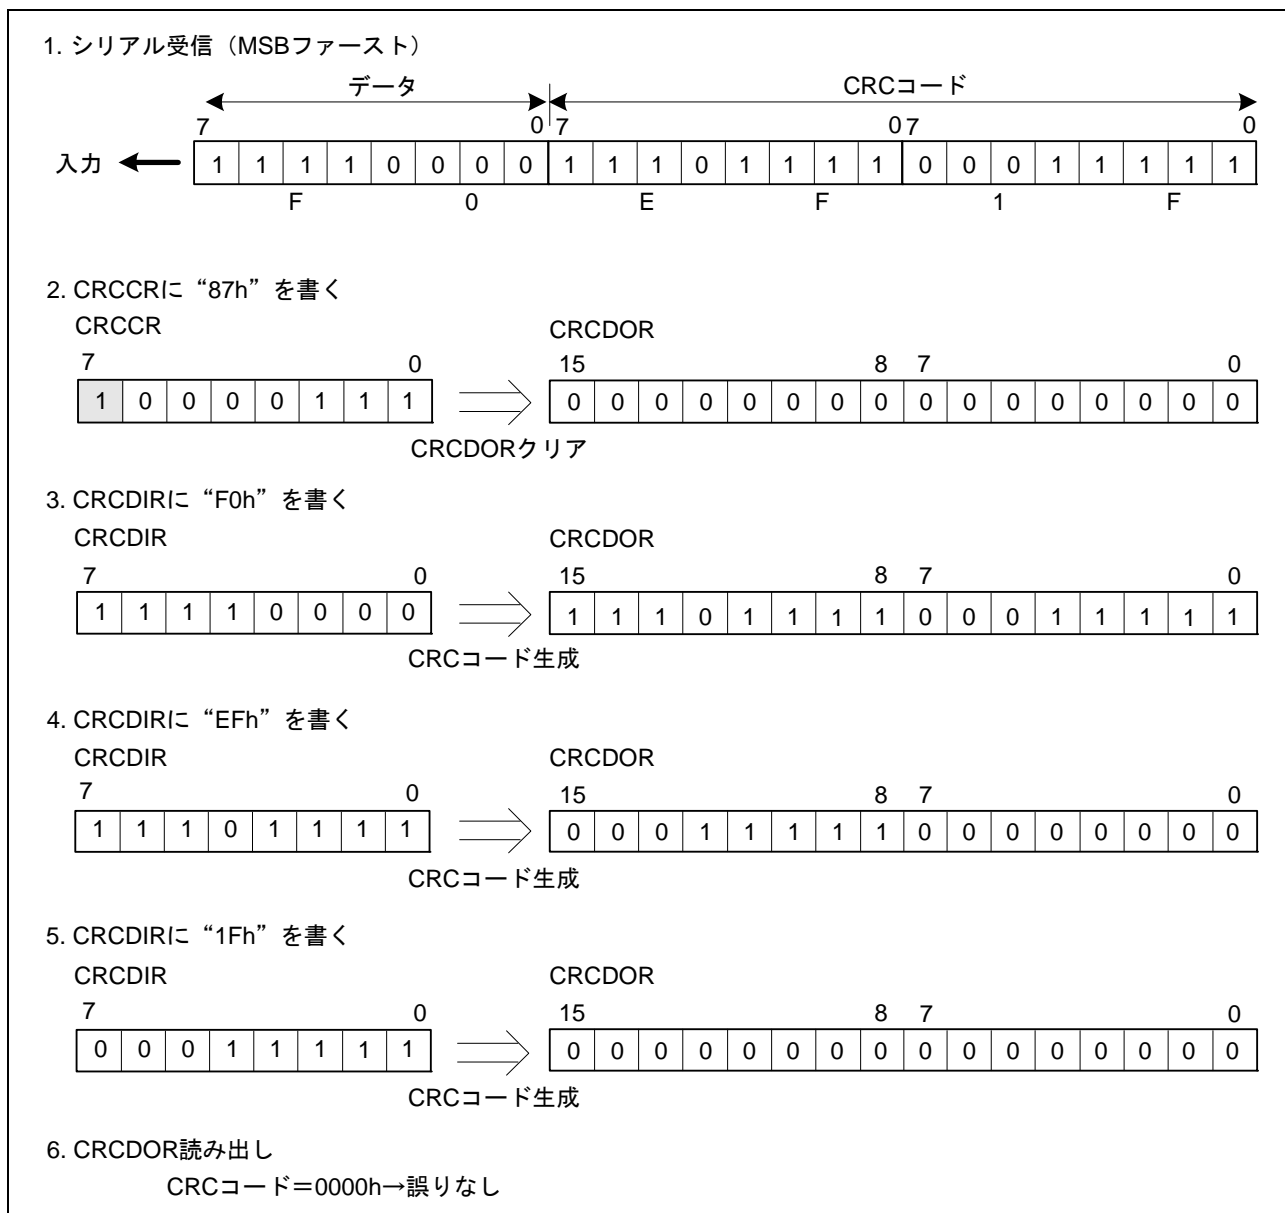 1. シリアル受信（MSBファースト）
データ CRCコード
7 0 7 0 7 0
入力 1 1 1 1 0 0 0 0 1 1 1 0 1 1 1 1 0 0 0 1 1 1 1 1
F 0 E F 1 F
2. CRCCRに“87h”を書く
CRCCR CRCDOR
7 0 15 8 7 0
1 0 0 0 0 1 1 1 0 0 0 0 0 0 0 0 0 0 0 0 0 0 0 0
CRCDORクリア
3. CRCDIRに“F0h”を書く
CRCDIR CRCDOR
7 0 15 8 7 0
1 1 1 1 0 0 0 0 1 1 1 0 1 1 1 1 0 0 0 1 1 1 1 1
CRCコード生成
4. CRCDIRに“EFh”を書く
CRCDIR CRCDOR
7 0 15 8 7 0
1 1 1 0 1 1 1 1 0 0 0 1 1 1 1 1 0 0 0 0 0 0 0 0
CRCコード生成
5. CRCDIRに“1Fh”を書く
CRCDIR CRCDOR
7 0 15 8 7 0
0 0 0 1 1 1 1 1 0 0 0 0 0 0 0 0 0 0 0 0 0 0 0 0
CRCコード生成
6. CRCDOR読み出し
CRCコード＝0000h→誤りなし